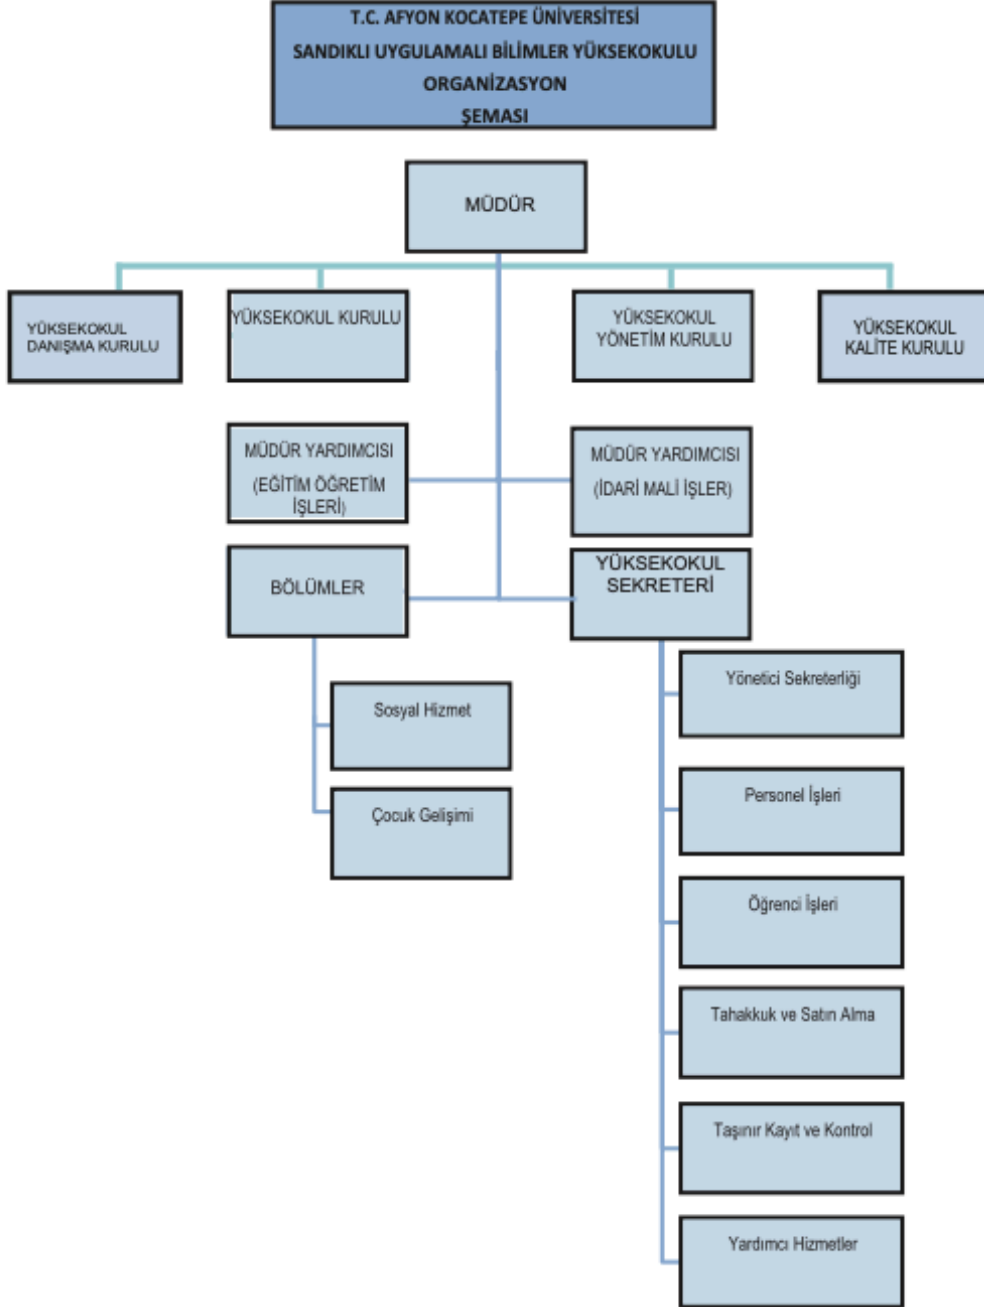 T.C. AFYON KOCATEPE ÜNİVERSİTESİ
SANDIKLI UYGULAMALI BİLİMLER YÜKSEKOKULU
ORGANİZASYON
ŞEMASI
MÜDÜR
YÜKSEKOKUL
DANIŞMA KURULU
YÜKSEKOKUL KURULU
YÜKSEKOKUL
YÖNETİM KURULU
YÜKSEKOKUL
KALİTE KURULU
MÜDÜR YARDIMCISI
(EĞİTİM ÖĞRETİM
İŞLERİ)
MÜDÜR YARDIMCISI
(İDARİ MALİ İŞLER)
BÖLÜMLER
YÜKSEKOKUL
SEKRETERİ
Sosyal Hizmet
Çocuk Gelişimi
Yönetici Sekreterliği
Personel İşleri
Öğrenci İşleri
Tahakkuk ve Satın Alma
Taşınır Kayıt ve Kontrol
Yardımcı Hizmetler